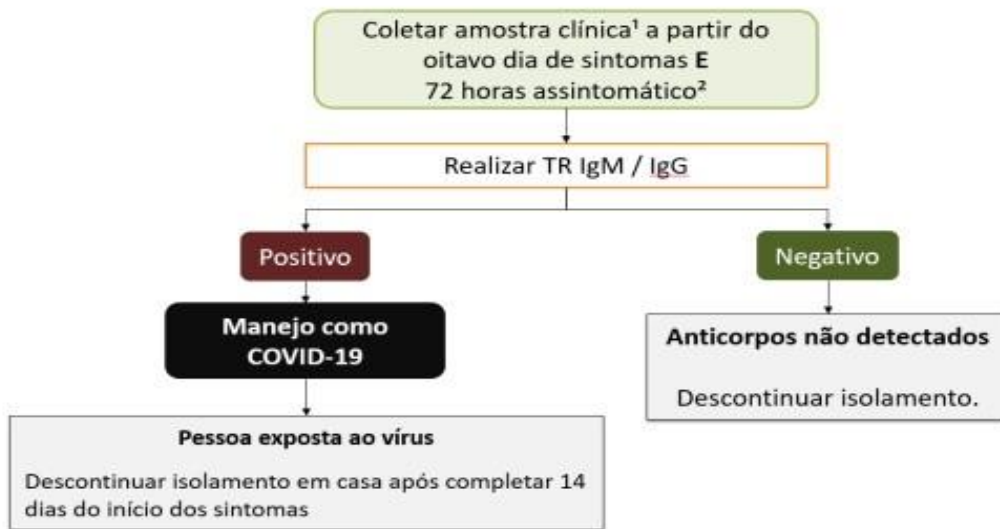 Coletar amostra clínica¹ a partir do
oitavo dia de sintomas E
72 horas assintomático²
Realizar TR IgM / IgG
Positivo
Negativo
Manejo como
COVID-19
Anticorpos não detectados
Descontinuar isolamento.
Pessoa exposta ao vírus
Descontinuar isolamento em casa após completar 14
dias do início dos sintomas